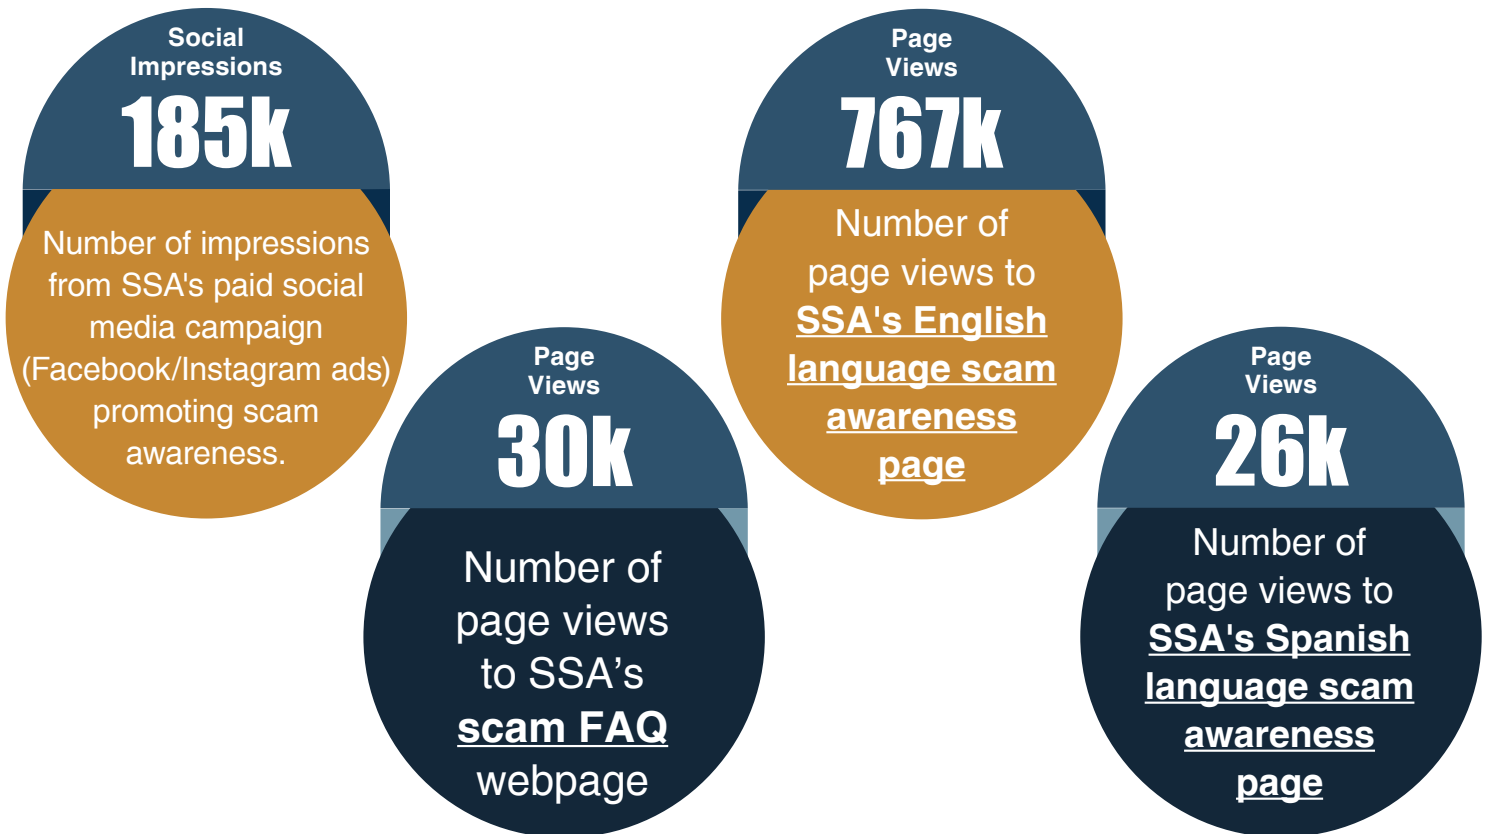 Social
Impressions
185k
Number of impressions
from SSA's paid social
media campaign
(Facebook/Instagram ads)
promoting scam
awareness.
Page
Views
30k
Number of
page views
to SSA’s
scam FAQ
webpage
Page
Views
767k
Number of
page views to
SSA's English
language scam
awareness
page
Page
Views
26k
Number of
page views to
SSA's Spanish
language scam
awareness
page